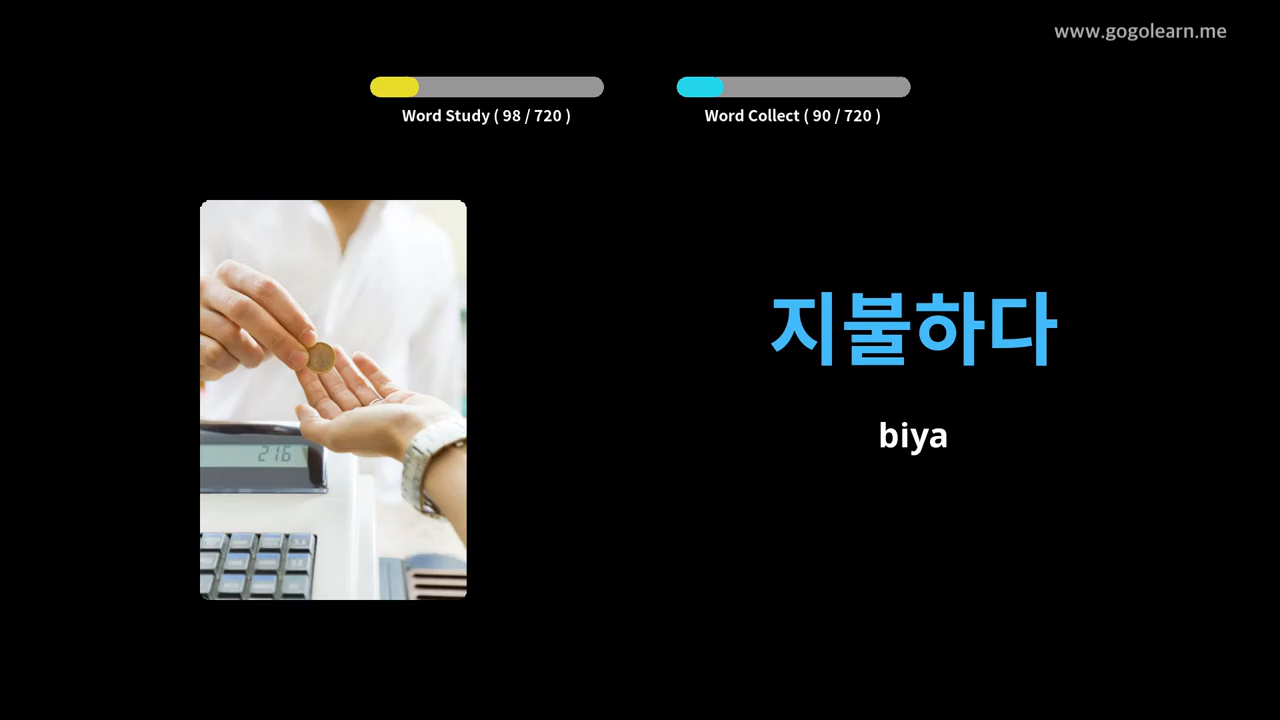 www.gogolearn.me
Word Study ( 98 / 720 )
Word Collect ( 90 / 720 )
지불하다
biya
216